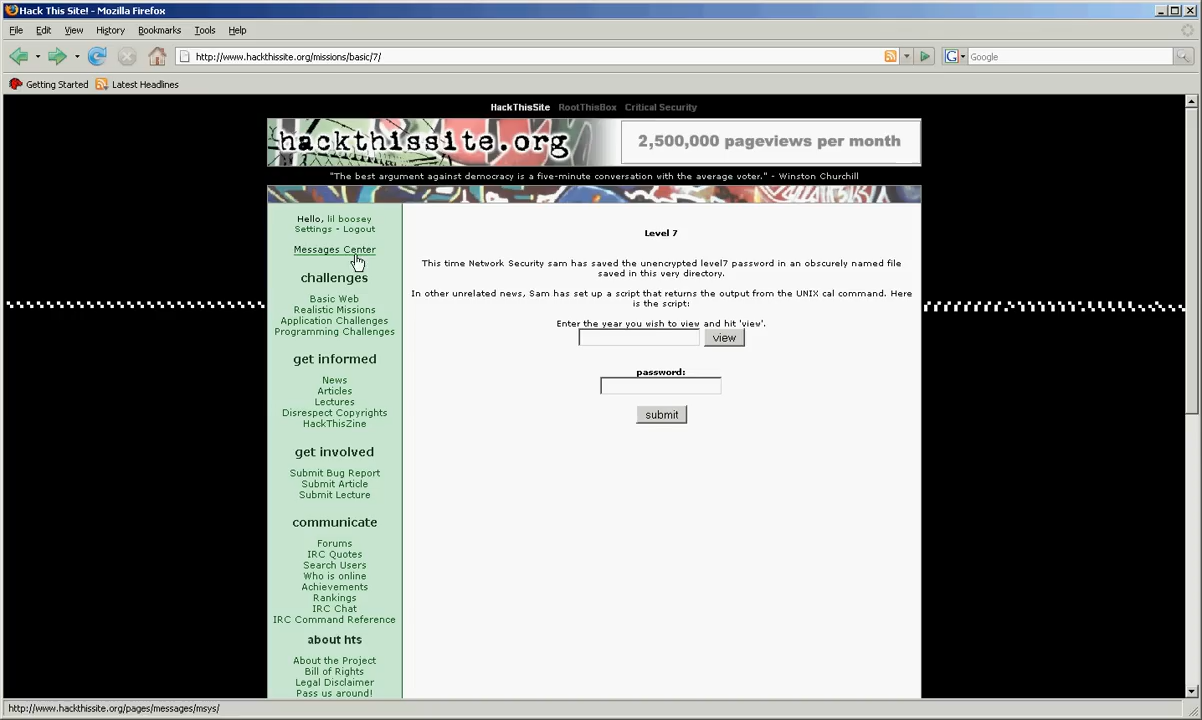 Hack This Site! - Mozilla Firefox
File Edit View History Bookmarks Tools Help
http://www.hackthissite.org/missions/basic/7/
G Google
Getting Started Latest Headlines
HackThisSite RootThisBox Critical Security
hackthissite.org
2,500,000 pageviews per month
"The best argument against democracy is a five-minute conversation with the average voter." - Winston Churchill
Hello, lil boosey
Settings - Logout
Messages Center
challenges
Basic Web
Realistic Missions
Application Challenges
Programming Challenges
get informed
News
Articles
Lectures
Disrespect Copyrights
HackThisZine
get involved
Submit Bug Report
Submit Article
Submit Lecture
communicate
Forums
IRC Quotes
Search Users
Who is online
Achievements
Rankings
IRC Chat
IRC Command Reference
about hts
About the Project
Bill of Rights
Legal Disclaimer
Pass us around!
Level 7
This time Network Security sam has saved the unencrypted level7 password in an obscurely named file
saved in this very directory.
In other unrelated news, Sam has set up a script that returns the output from the UNIX cal command. Here
is the script:
Enter the year you wish to view and hit 'view'.
view
password:
submit
http://www.hackthissite.org/pages/messages/msys/